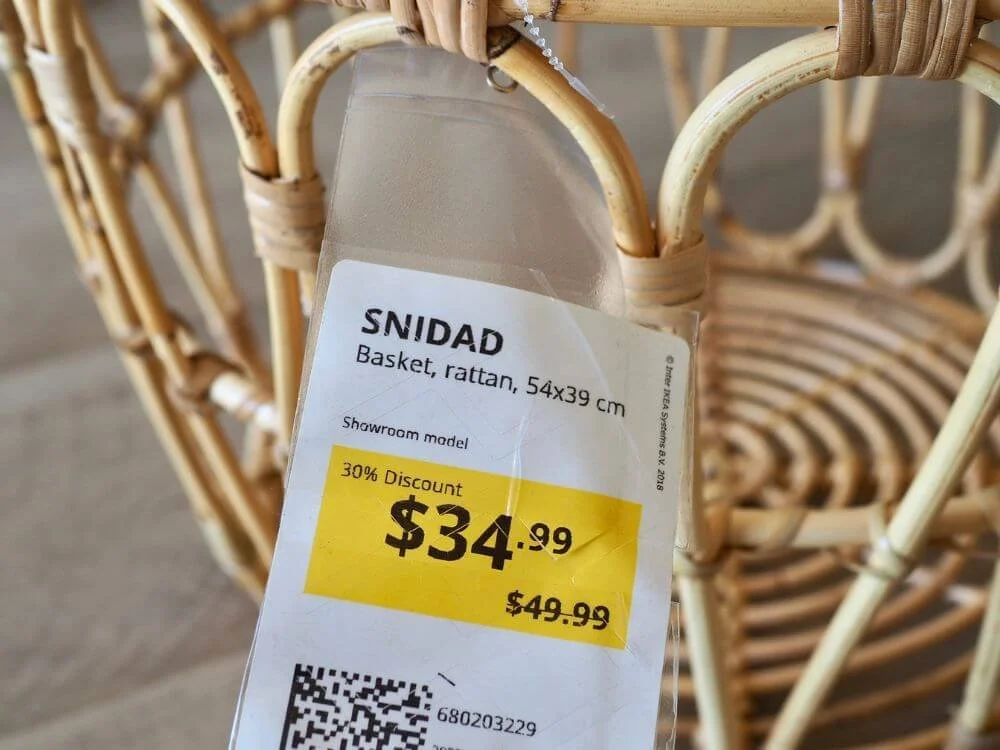 SNIDAD
Basket, rattan, 54x39 cm
© Inter IKEA Systems B.V. 2018
Showroom model
30% Discount
$34.99
$49.99
680203229